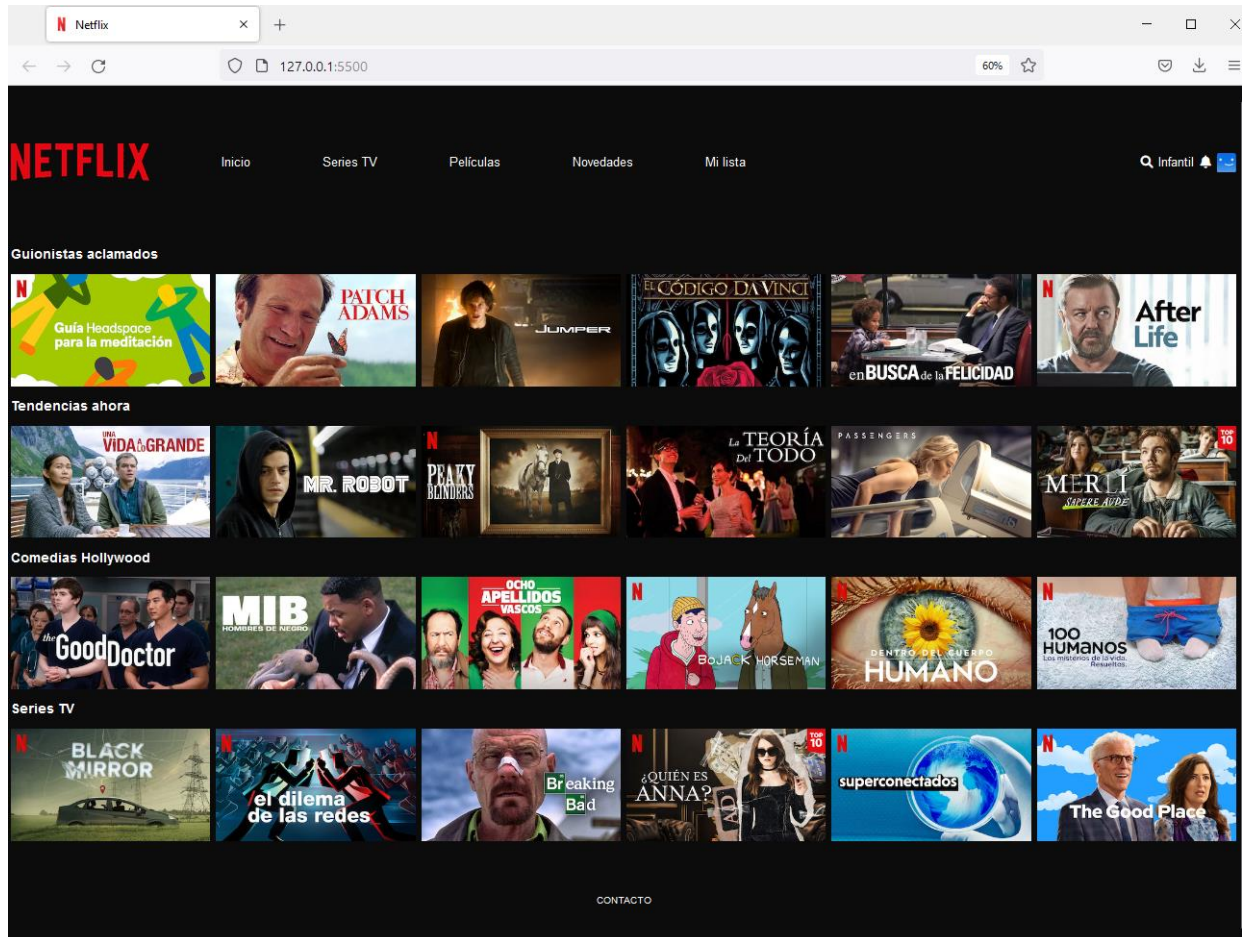 N Netflix
127.0.0.1:5500
60%
NETFLIX
Inicio
Series TV
Películas
Novedades
Mi lista
Infantil
Guionistas aclamados
N
Guía Headspace
para la meditación
PATCH
ADAMS
JUMPER
EL CÓDIGO DA VINCI
en BUSCA de la FELICIDAD
N
After
Life
Tendencias ahora
UNA
VIDA A LO GRANDE
MR. ROBOT
N
PEAKY
BLINDERS
La TEORÍA
Del TODO
PASSENGERS
TOP
10
MERLÍ
SAPERE AUDE
Comedias Hollywood
the GoodDoctor
MIB
HOMBRES DE NEGRO
OCHO
APELLIDOS
VASCOS
N
BOJACK HORSEMAN
N
DENTRO DEL CUERPO
HUMANO
N
100
HUMANOS
Los misterios de la vida.
Resueltos.
Series TV
N
BLACK
MIRROR
N
el dilema
de las redes
Breaking
Bad
N
TOP
10
¿QUIÉN ES
ANNA?
N
superconectados
N
The Good Place
CONTACTO